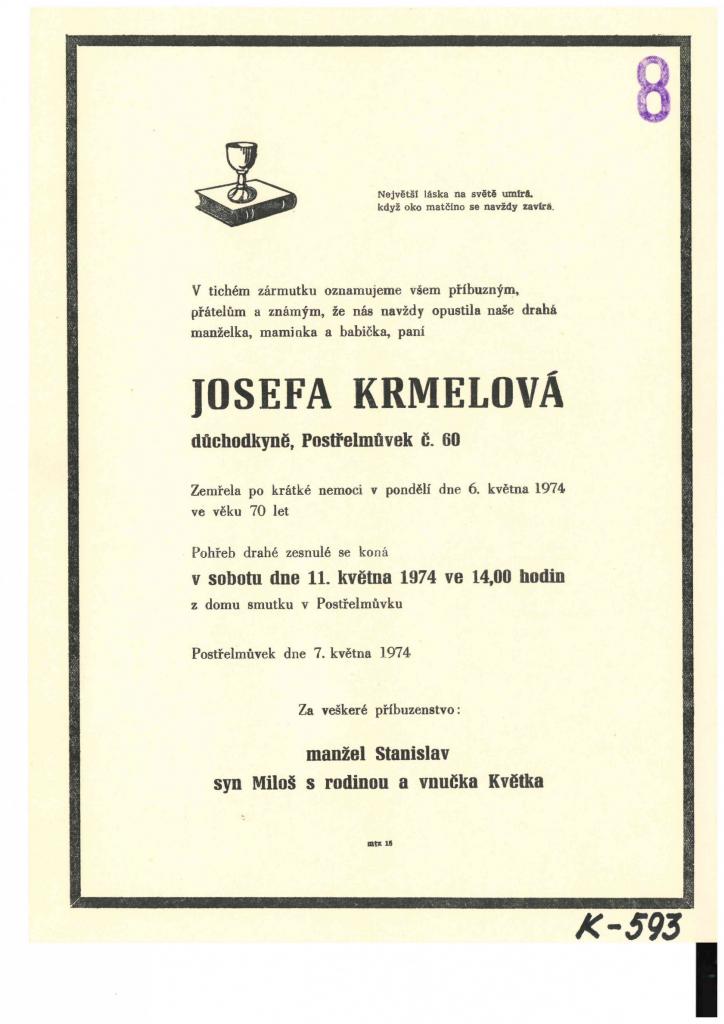 8
Největší láska na světě umírá,
když oko matčino se navždy zavírá.
V tichém zármutku oznamujeme všem příbuzným,
přátelům a známým, že nás navždy opustila naše drahá
manželka, maminka a babička, paní
JOSEFA KRMELOVÁ
důchodkyně, Postřelmůvek č. 60
Zemřela po krátké nemoci v pondělí dne 6. května 1974
ve věku 70 let
Pohřeb drahé zesnulé se koná
v sobotu dne 11. května 1974 ve 14,00 hodin
z domu smutku v Postřelmůvku
Postřelmůvek dne 7. května 1974
Za veškeré příbuzenstvo:
manžel Stanislav
syn Miloš s rodinou a vnučka Květka
mtz 15
K-593